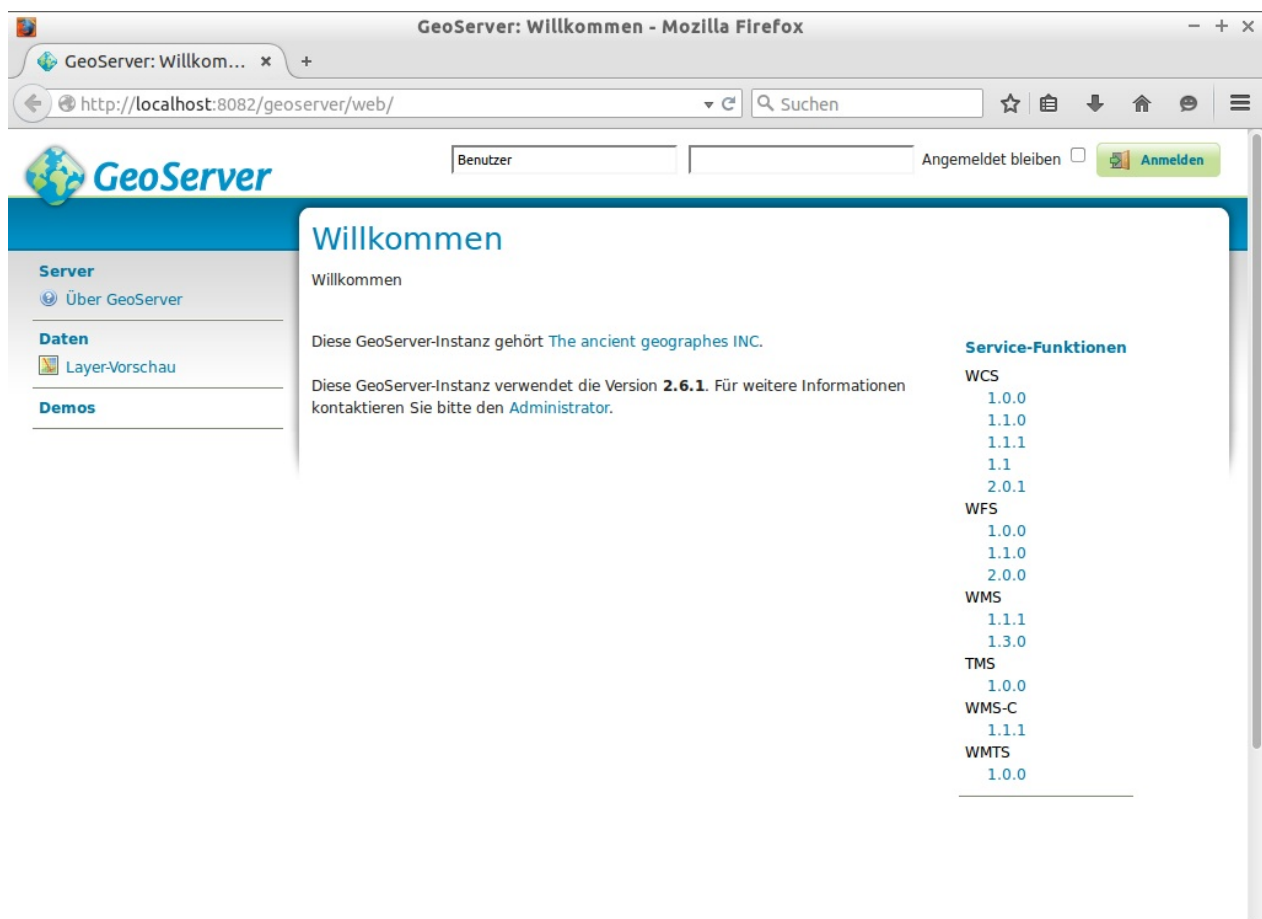 GeoServer: Willkommen - Mozilla Firefox
GeoServer: Willkom...
http://localhost:8082/geoserver/web/
Suchen
GeoServer
Benutzer
Angemeldet bleiben
Anmelden
Server
Über GeoServer
Daten
Layer-Vorschau
Demos
Willkommen
Willkommen
Diese GeoServer-Instanz gehört The ancient geographes INC.
Diese GeoServer-Instanz verwendet die Version 2.6.1. Für weitere Informationen
kontaktieren Sie bitte den Administrator.
Service-Funktionen
WCS
1.0.0
1.1.0
1.1.1
1.1
2.0.1
WFS
1.0.0
1.1.0
2.0.0
WMS
1.1.1
1.3.0
TMS
1.0.0
WMS-C
1.1.1
WMTS
1.0.0